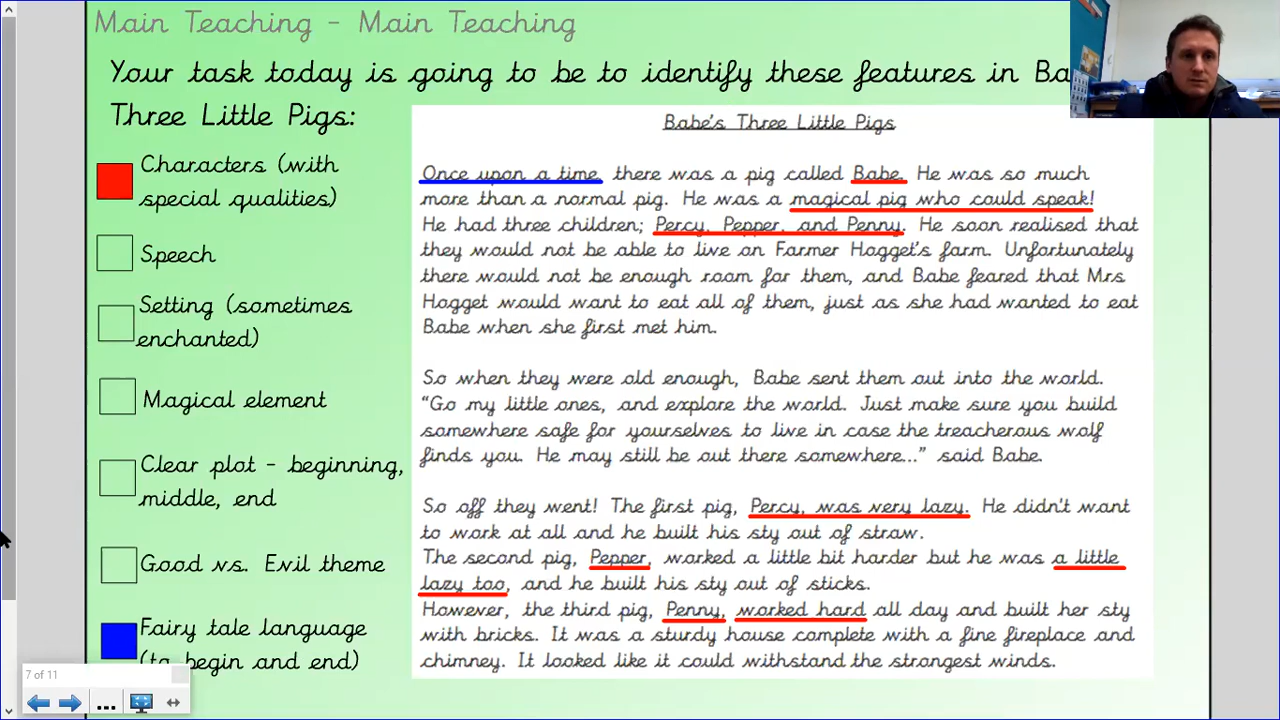 Main Teaching - Main Teaching
Your task today is going to be to identify these features in Ba
Three Little Pigs:
Characters (with
special qualities)
Speech
Setting (sometimes
enchanted)
Magical element
Clear plot - beginning,
middle, end
Good vs. Evil theme
Fairy tale language
(to begin and end)
Babe's Three Little Pigs
Once upon a time, there was a pig called Babe. He was so much
more than a normal pig. He was a magical pig who could speak!
He had three children; Percy, Pepper, and Penny. He soon realised that
they would not be able to live on Farmer Hogget's farm. Unfortunately
there would not be enough room for them, and Babe feared that Mrs
Hogget would want to eat all of them, just as she had wanted to eat
Babe when she first met him.
So when they were old enough, Babe sent them out into the world.
“Go my little ones, and explore the world. Just make sure you build
somewhere safe for yourselves to live in case the treacherous wolf
finds you. He may still be out there somewhere...” said Babe.
So off they went! The first pig, Percy, was very lazy. He didn't want
to work at all and he built his sty out of straw.
The second pig, Pepper, worked a little bit harder but he was a little
lazy too, and he built his sty out of sticks.
However, the third pig, Penny, worked hard all day and built her sty
with bricks. It was a sturdy house complete with a fine fireplace and
chimney. It looked like it could withstand the strongest winds.
7 of 11